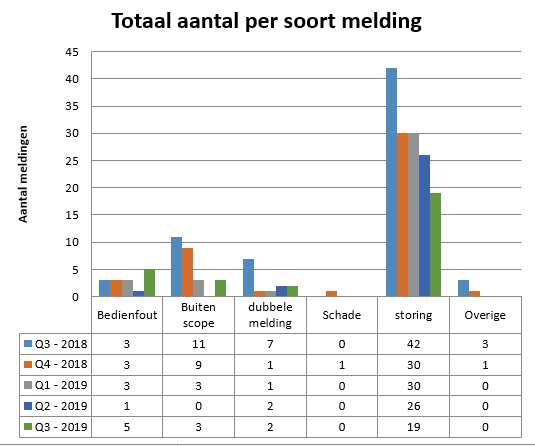 Totaal aantal per soort melding
Aantal meldingen
45
40
35
30
25
20
15
10
5
0
Bedienfout Buiten scope dubbele melding Schade storing Overige
Q3 - 2018 3 11 7 0 42 3
Q4 - 2018 3 9 1 1 30 1
Q1 - 2019 3 3 1 0 30 0
Q2 - 2019 1 0 2 0 26 0
Q3 - 2019 5 3 2 0 19 0